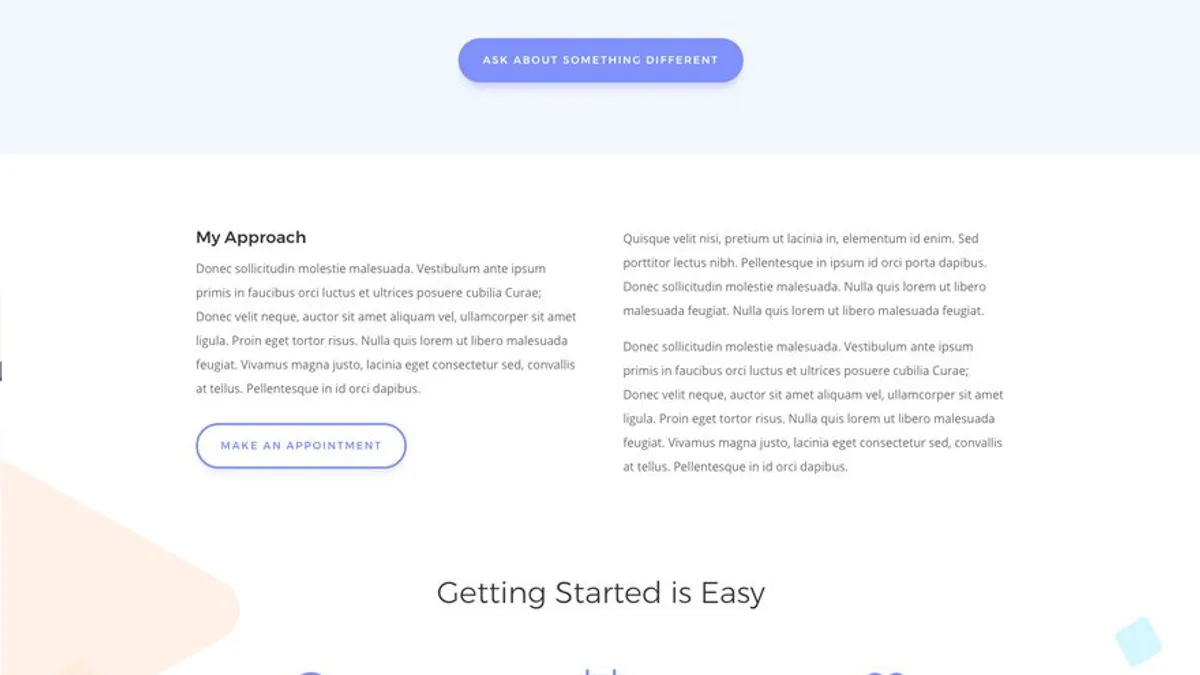 ASK ABOUT SOMETHING DIFFERENT
My Approach
Donec sollicitudin molestie malesuada. Vestibulum ante ipsum
primis in faucibus orci luctus et ultrices posuere cubilia Curae;
Donec velit neque, auctor sit amet aliquam vel, ullamcorper sit amet
ligula. Proin eget tortor risus. Nulla quis lorem ut libero malesuada
feugiat. Vivamus magna justo, lacinia eget consectetur sed, convallis
at tellus. Pellentesque in id orci dapibus.
MAKE AN APPOINTMENT
Quisque velit nisi, pretium ut lacinia in, elementum id enim. Sed
porttitor lectus nibh. Pellentesque in ipsum id orci porta dapibus.
Donec sollicitudin molestie malesuada. Nulla quis lorem ut libero
malesuada feugiat. Nulla quis lorem ut libero malesuada feugiat.
Donec sollicitudin molestie malesuada. Vestibulum ante ipsum
primis in faucibus orci luctus et ultrices posuere cubilia Curae;
Donec velit neque, auctor sit amet aliquam vel, ullamcorper sit amet
ligula. Proin eget tortor risus. Nulla quis lorem ut libero malesuada
feugiat. Vivamus magna justo, lacinia eget consectetur sed, convallis
at tellus. Pellentesque in id orci dapibus.
Getting Started is Easy